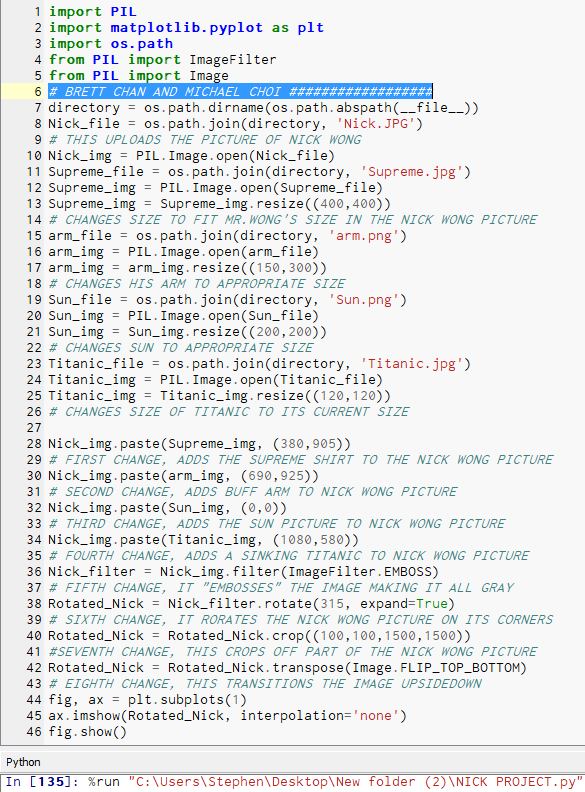 1 import PIL
2 import matplotlib.pyplot as plt
3 import os.path
4 from PIL import ImageFilter
5 from PIL import Image
6 # BRETT CHAN AND MICHAEL CHOI ##################
7 directory = os.path.dirname(os.path.abspath(__file__))
8 Nick_file = os.path.join(directory, 'Nick.JPG')
9 # THIS UPLOADS THE PICTURE OF NICK WONG
10 Nick_img = PIL.Image.open(Nick_file)
11 Supreme_file = os.path.join(directory, 'Supreme.jpg')
12 Supreme_img = PIL.Image.open(Supreme_file)
13 Supreme_img = Supreme_img.resize((400,400))
14 # CHANGES SIZE TO FIT MR.WONG'S SIZE IN THE NICK WONG PICTURE
15 arm_file = os.path.join(directory, 'arm.png')
16 arm_img = PIL.Image.open(arm_file)
17 arm_img = arm_img.resize((150,300))
18 # CHANGES HIS ARM TO APPROPRIATE SIZE
19 Sun_file = os.path.join(directory, 'Sun.png')
20 Sun_img = PIL.Image.open(Sun_file)
21 Sun_img = Sun_img.resize((200,200))
22 # CHANGES SUN TO APPROPRIATE SIZE
23 Titanic_file = os.path.join(directory, 'Titanic.jpg')
24 Titanic_img = PIL.Image.open(Titanic_file)
25 Titanic_img = Titanic_img.resize((120,120))
26 # CHANGES SIZE OF TITANIC TO ITS CURRENT SIZE
27
28 Nick_img.paste(Supreme_img, (380,905))
29 # FIRST CHANGE, ADDS THE SUPREME SHIRT TO THE NICK WONG PICTURE
30 Nick_img.paste(arm_img, (690,925))
31 # SECOND CHANGE, ADDS BUFF ARM TO NICK WONG PICTURE
32 Nick_img.paste(Sun_img, (0,0))
33 # THIRD CHANGE, ADDS THE SUN PICTURE TO NICK WONG PICTURE
34 Nick_img.paste(Titanic_img, (1080,580))
35 # FOURTH CHANGE, ADDS A SINKING TITANIC TO NICK WONG PICTURE
36 Nick_filter = Nick_img.filter(ImageFilter.EMBOSS)
37 # FIFTH CHANGE, IT "EMBOSSES" THE IMAGE MAKING IT ALL GRAY
38 Rotated_Nick = Nick_filter.rotate(315, expand=True)
39 # SIXTH CHANGE, IT RORATES THE NICK WONG PICTURE ON ITS CORNERS
40 Rotated_Nick = Rotated_Nick.crop((100,100,1500,1500))
41 #SEVENTH CHANGE, THIS CROPS OFF PART OF THE NICK WONG PICTURE
42 Rotated_Nick = Rotated_Nick.transpose(Image.FLIP_TOP_BOTTOM)
43 # EIGHTH CHANGE, THIS TRANSITIONS THE IMAGE UPSIDEDOWN
44 fig, ax = plt.subplots(1)
45 ax.imshow(Rotated_Nick, interpolation='none')
46 fig.show()
Python
In [135]: %run "C:\Users\Stephen\Desktop\New folder (2)\NICK PROJECT.py"